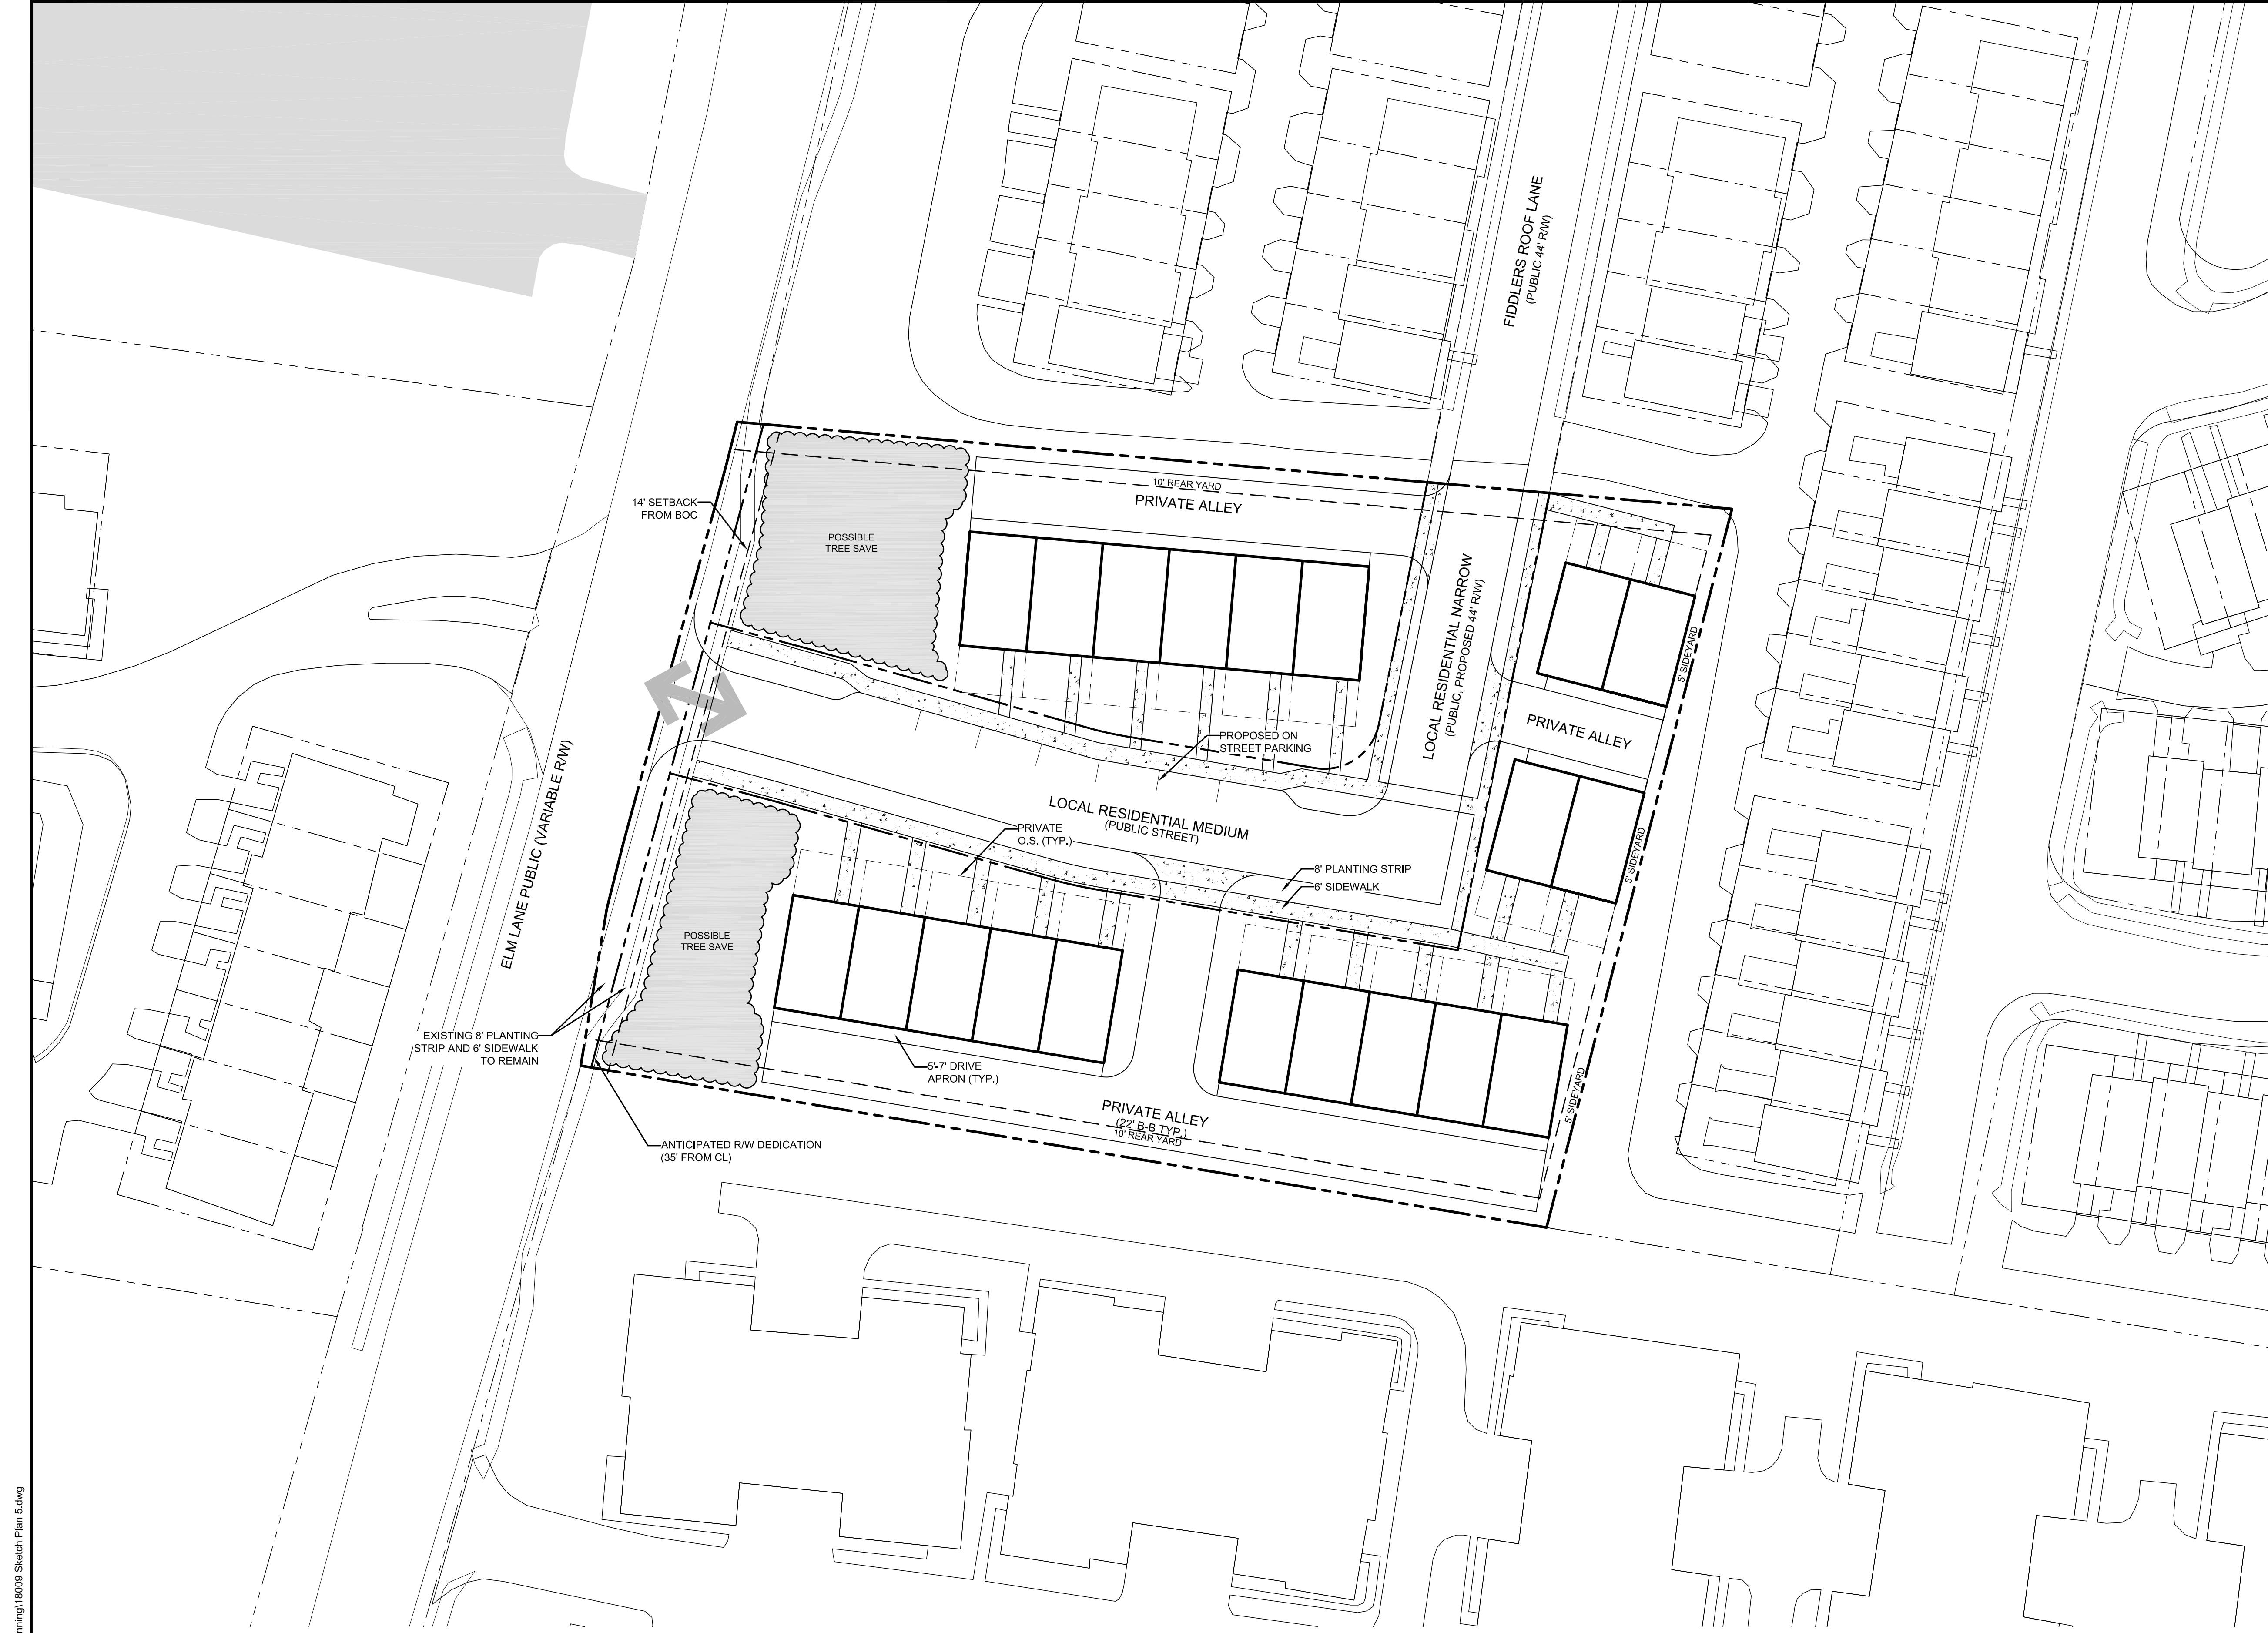 FIDDLERS ROOF LANE
(PUBLIC 44' R/W)
14' SETBACK
FROM BOC
POSSIBLE
TREE SAVE
10' REAR YARD
PRIVATE ALLEY
LOCAL RESIDENTIAL NARROW
(PUBLIC, PROPOSED 44' R/W)
5' SIDEYARD
PRIVATE ALLEY
PROPOSED ON
STREET PARKING
LOCAL RESIDENTIAL MEDIUM
(PUBLIC STREET)
PRIVATE
O.S. (TYP.)
8' PLANTING STRIP
6' SIDEWALK
5' SIDEYARD
ELM LANE PUBLIC (VARIABLE R/W)
POSSIBLE
TREE SAVE
EXISTING 8' PLANTING
STRIP AND 6' SIDEWALK
TO REMAIN
5'-7' DRIVE
APRON (TYP.)
PRIVATE ALLEY
(22' B-B TYP.)
10' REAR YARD
5' SIDEYARD
ANTICIPATED R/W DEDICATION
(35' FROM CL)
nning\18009 Sketch Plan 5.dwg